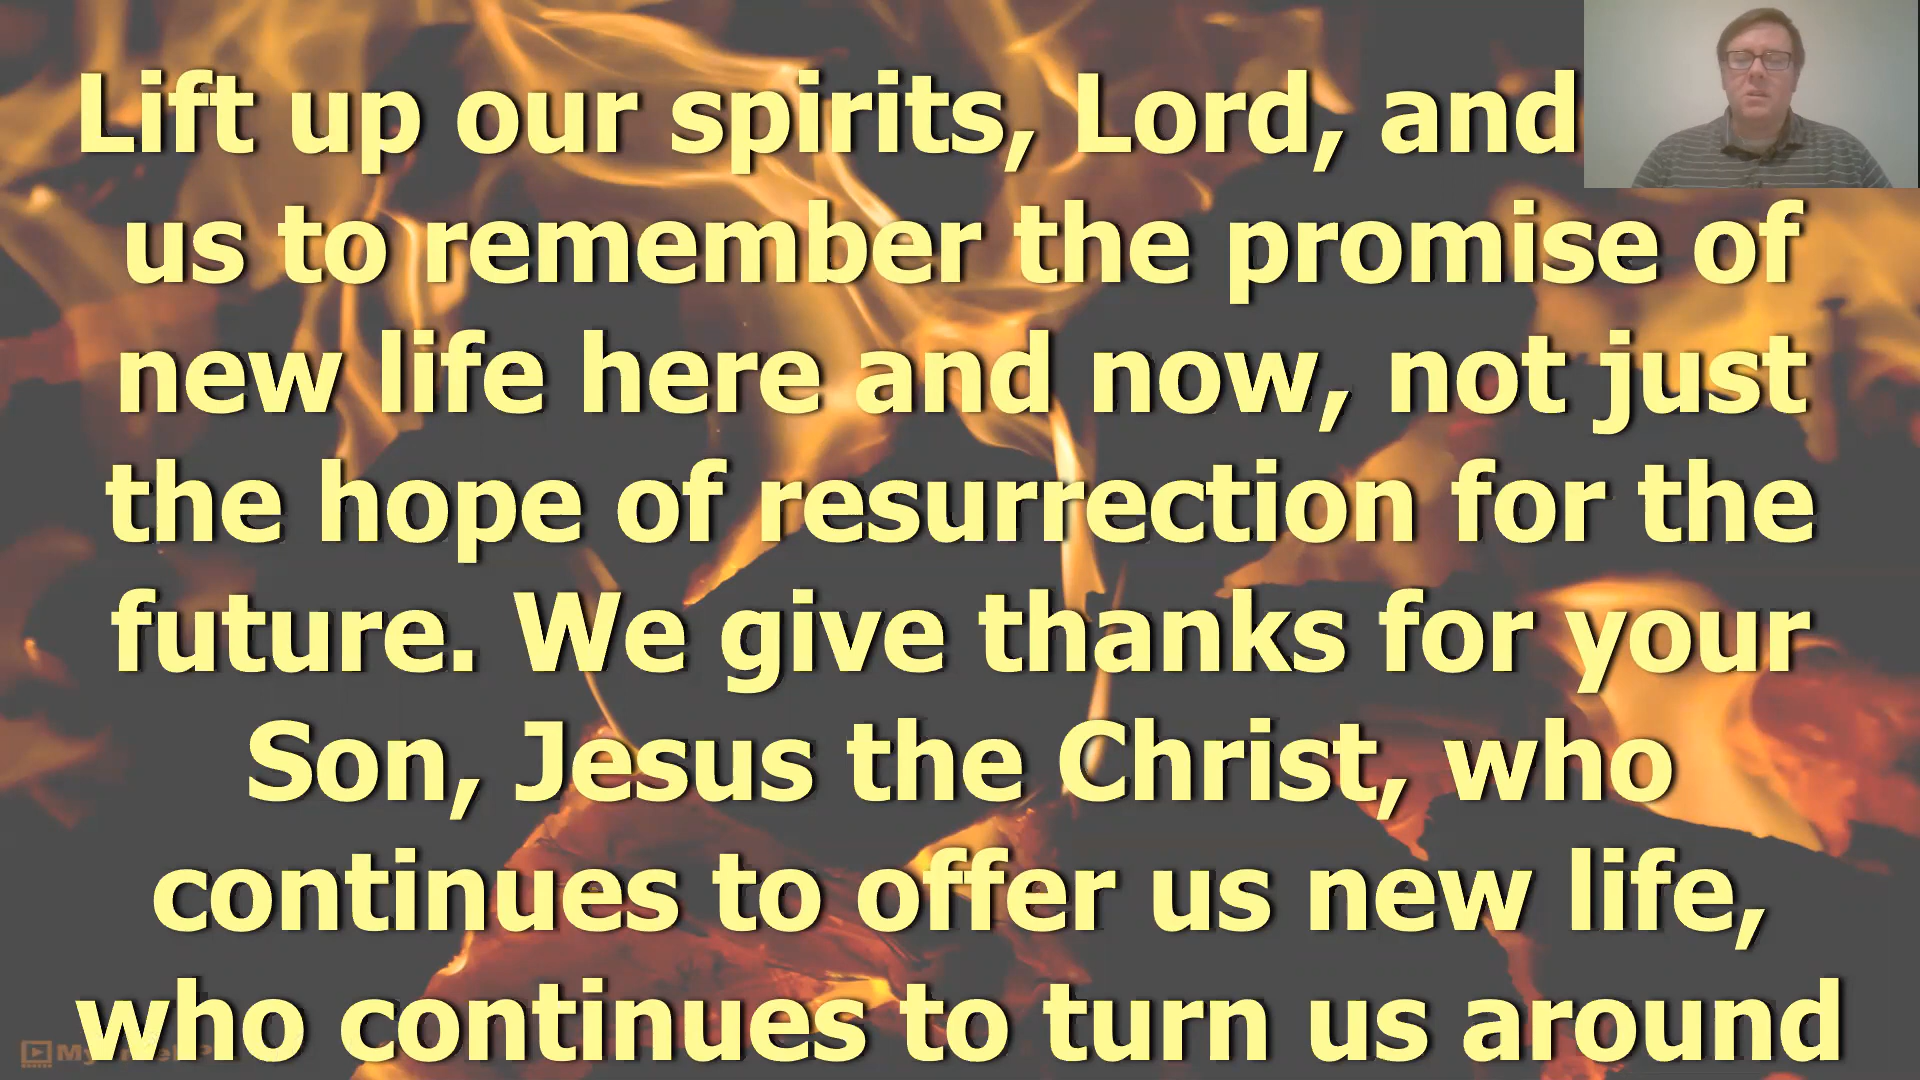 Lift up our spirits, Lord, and
us to remember the promise of
new life here and now, not just
the hope of resurrection for the
future. We give thanks for your
Son, Jesus the Christ, who
continues to offer us new life,
who continues to turn us around